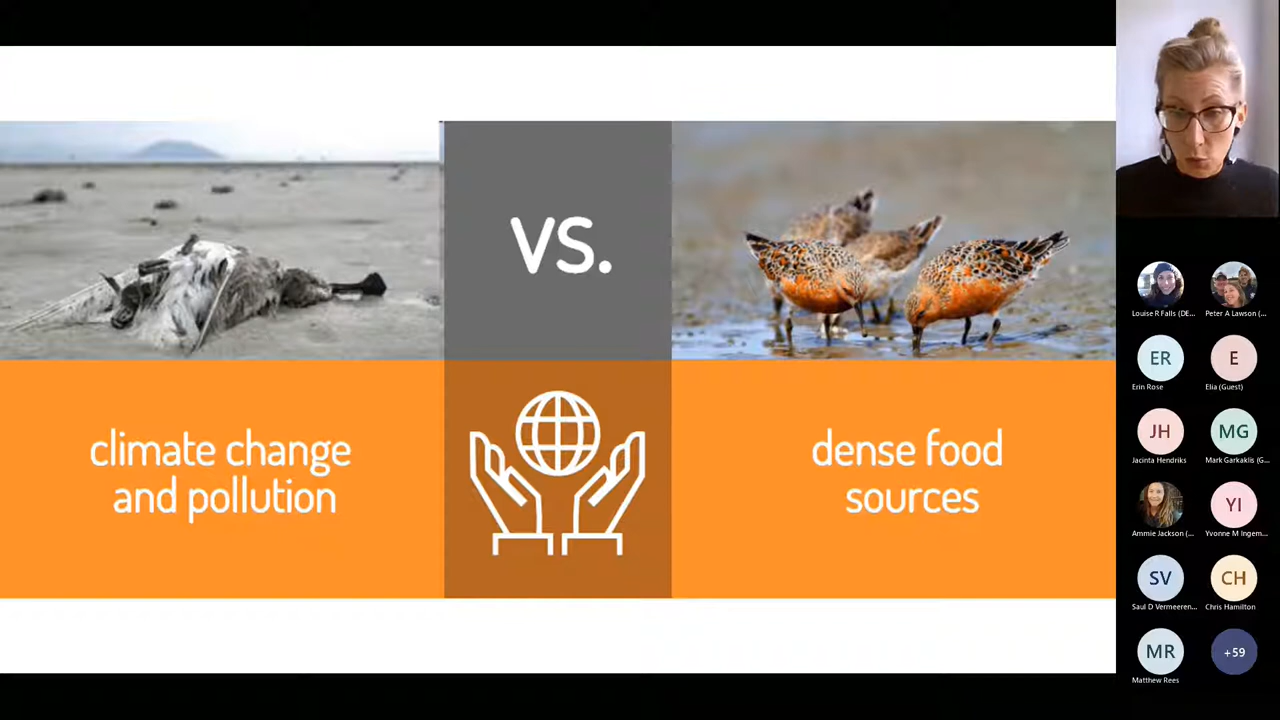 VS.
climate change
and pollution
dense food
sources
Louise R Falls (DE...
Peter A Lawson (...
ER
Erin Rose
E
Elia (Guest)
JH
Jacinta Hendriks
MG
Mark Garkaklis (G...
Ammie Jackson (...
YI
Yvonne M Ingem...
SV
Saul D Vermeeren...
CH
Chris Hamilton
MR
Matthew Rees
+59